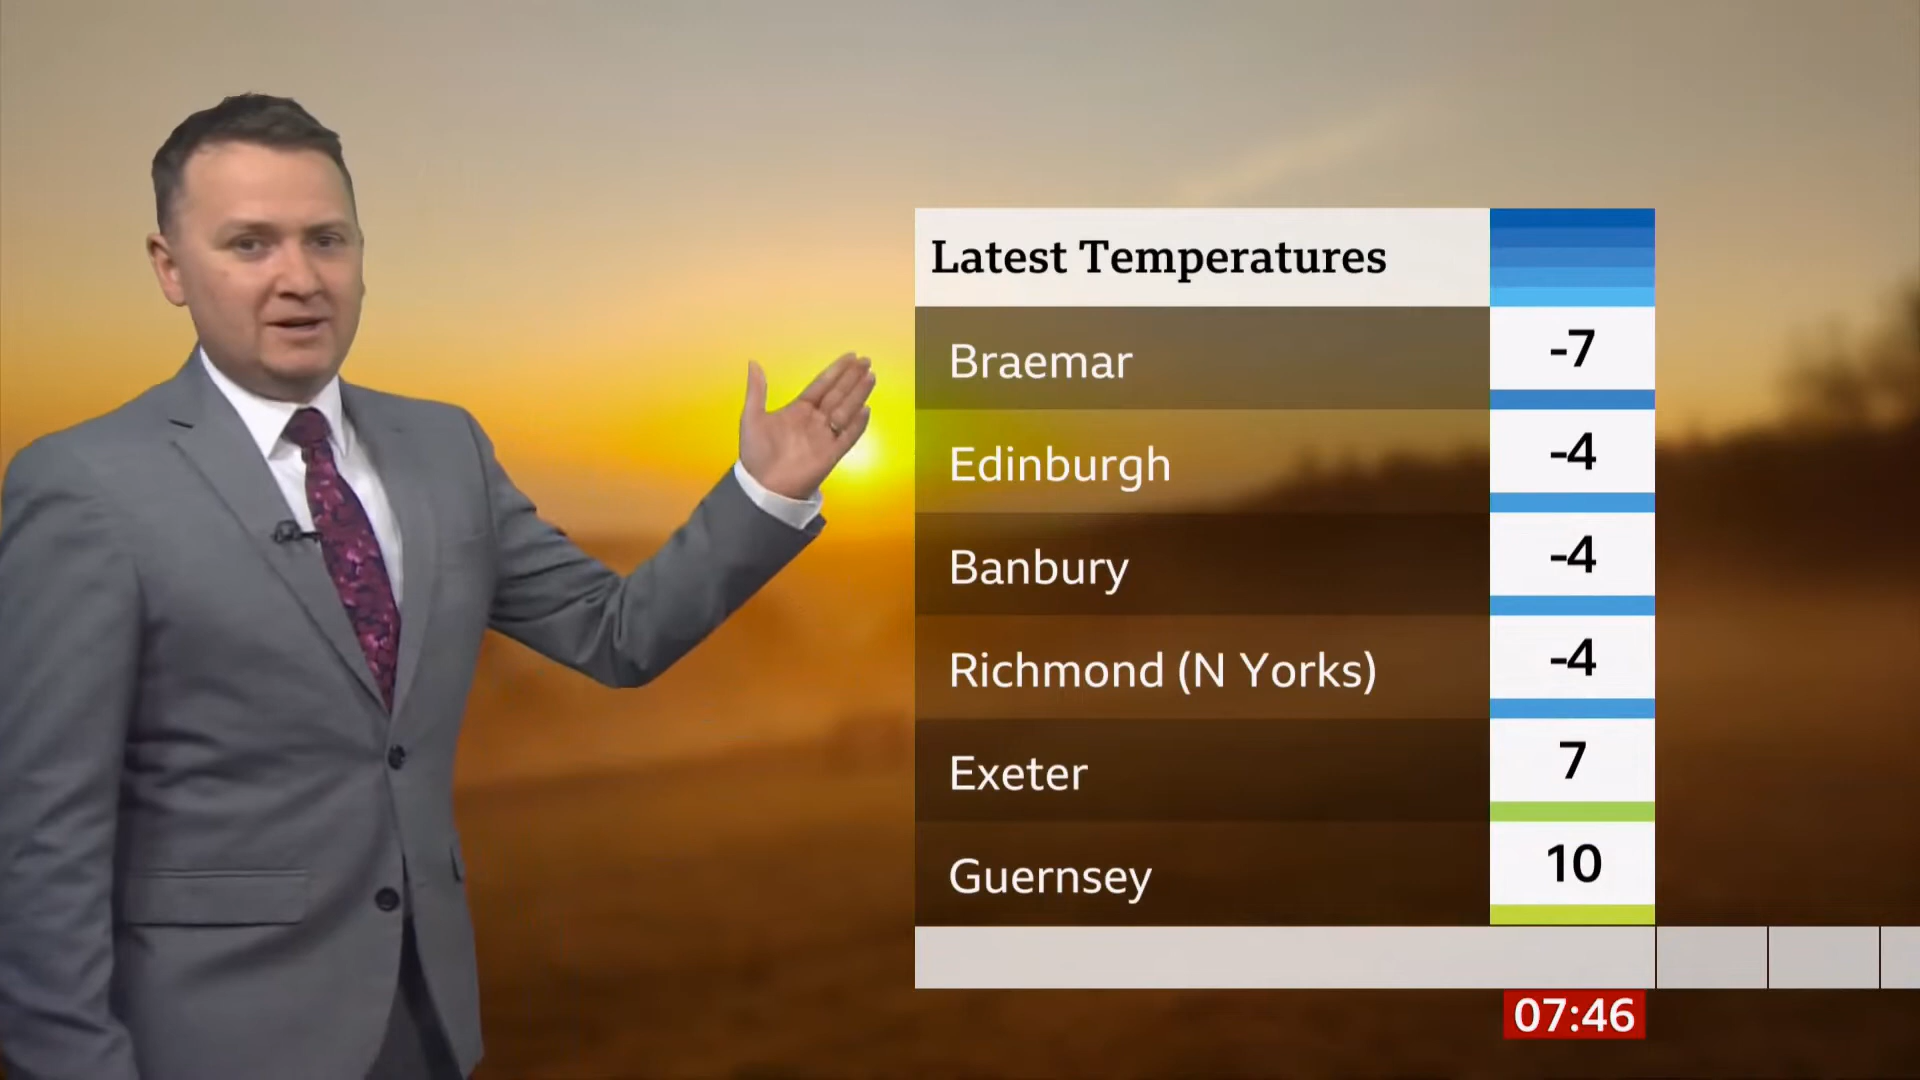 Latest Temperatures
Braemar -7
Edinburgh -4
Banbury -4
Richmond (N Yorks) -4
Exeter 7
Guernsey 10
07:46